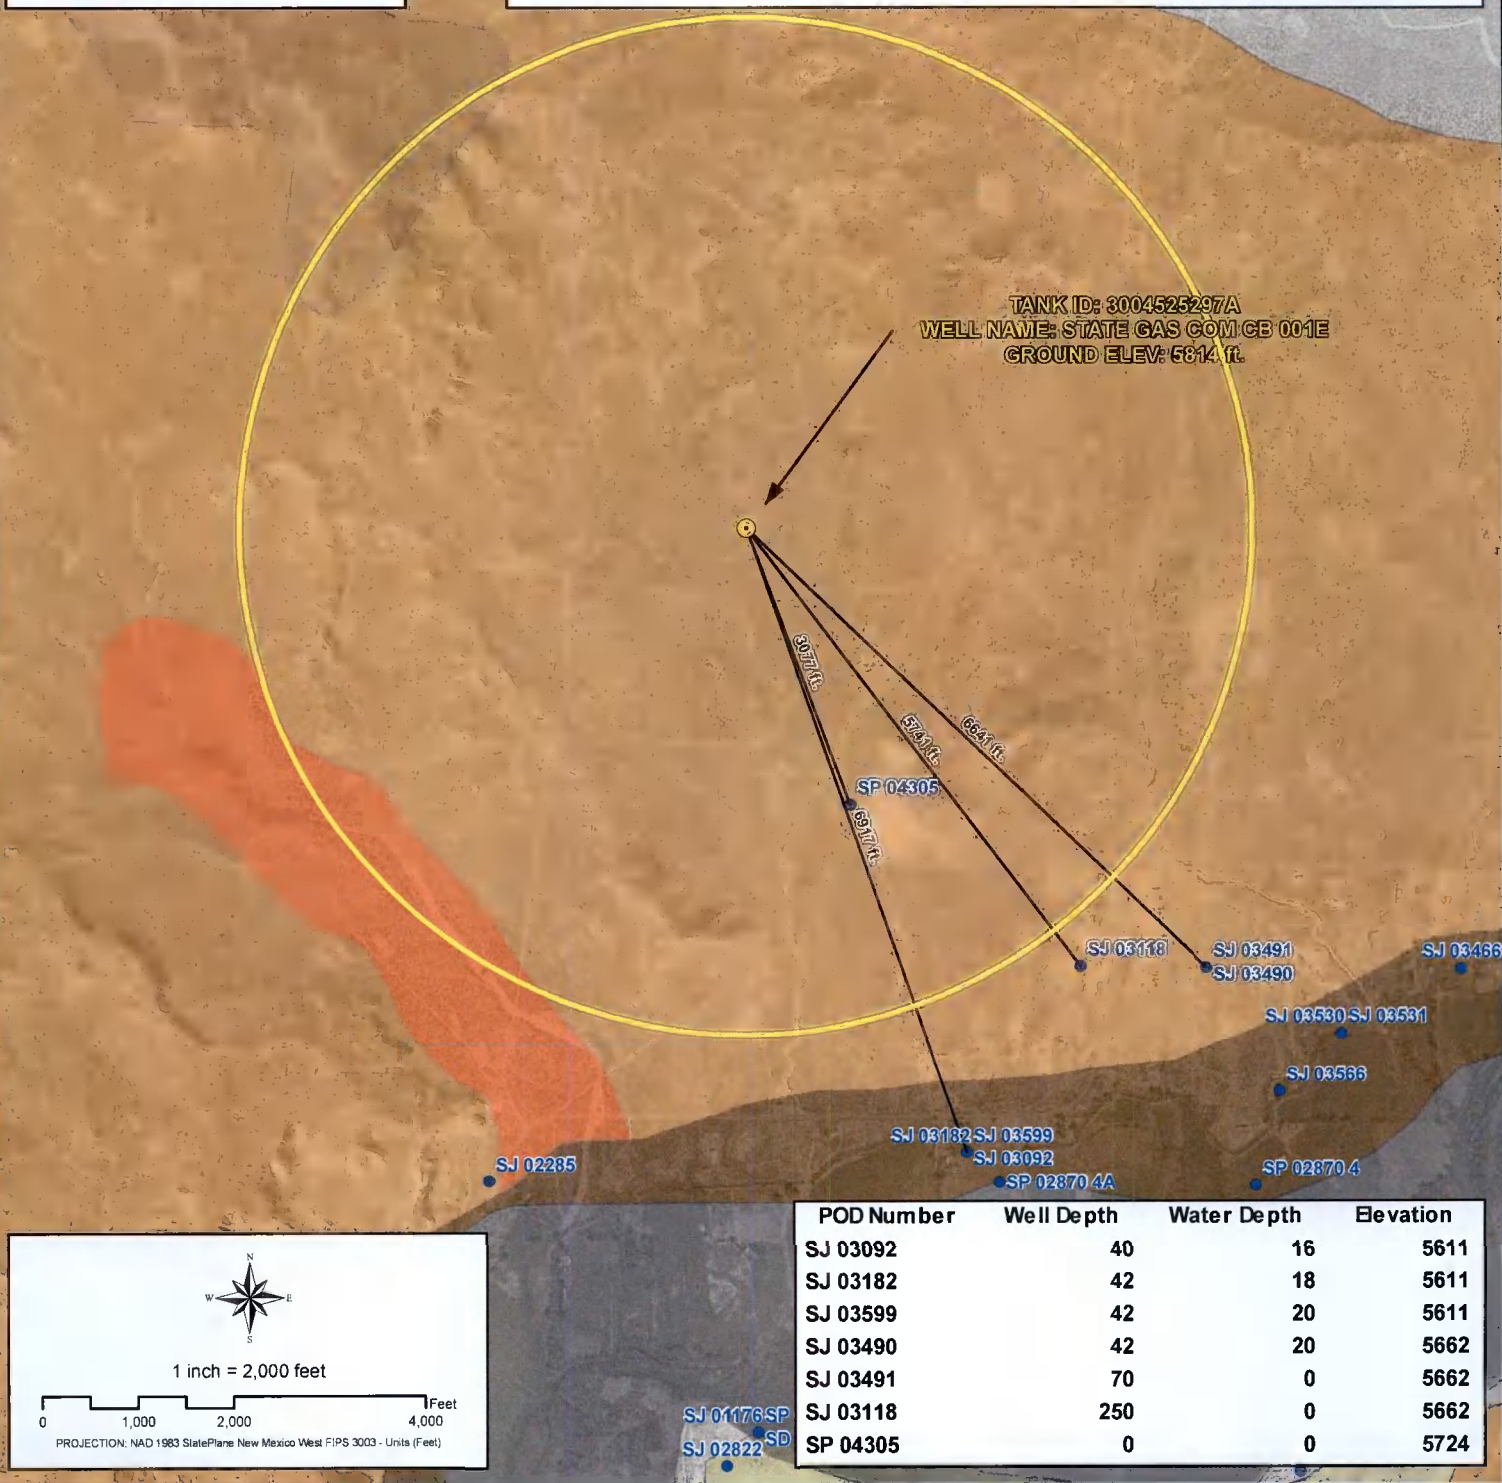 TANK ID: 3004525297A
WELL NAME: STATE GAS COM CB 001E
GROUND ELEV: 5814 ft.
3077 ft.
5741 ft.
6641 ft.
SP 04305
6917 ft.
SJ 03118
SJ 03491
SJ 03490
SJ 03466
SJ 03530 SJ 03531
SJ 03566
SJ 03182 SJ 03599
SJ 03092
SJ 02285
SP 02870 4A
SP 02870 4
POD Number Well Depth Water Depth Elevation
SJ 03092 40 16 5611
SJ 03182 42 18 5611
SJ 03599 42 20 5611
SJ 03490 42 20 5662
SJ 03491 70 0 5662
SJ 03118 250 0 5662
SP 04305 0 0 5724
N
W E
S
1 inch = 2,000 feet
Feet
0 1,000 2,000 4,000
PROJECTION: NAD 1983 StatePlane New Mexico West FIPS 3003 - Units (Feet)
SJ 01176 SP
SD
SJ 02822